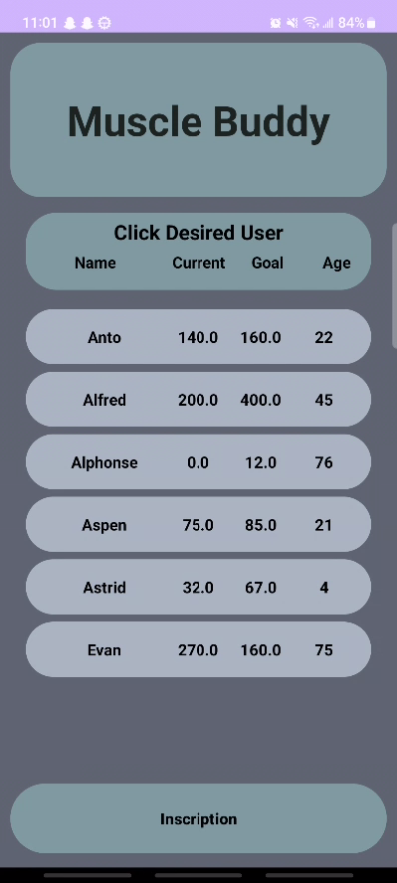 11:01 84%
Muscle Buddy
Click Desired User
Name Current Goal Age
Anto 140.0 160.0 22
Alfred 200.0 400.0 45
Alphonse 0.0 12.0 76
Aspen 75.0 85.0 21
Astrid 32.0 67.0 4
Evan 270.0 160.0 75
Inscription